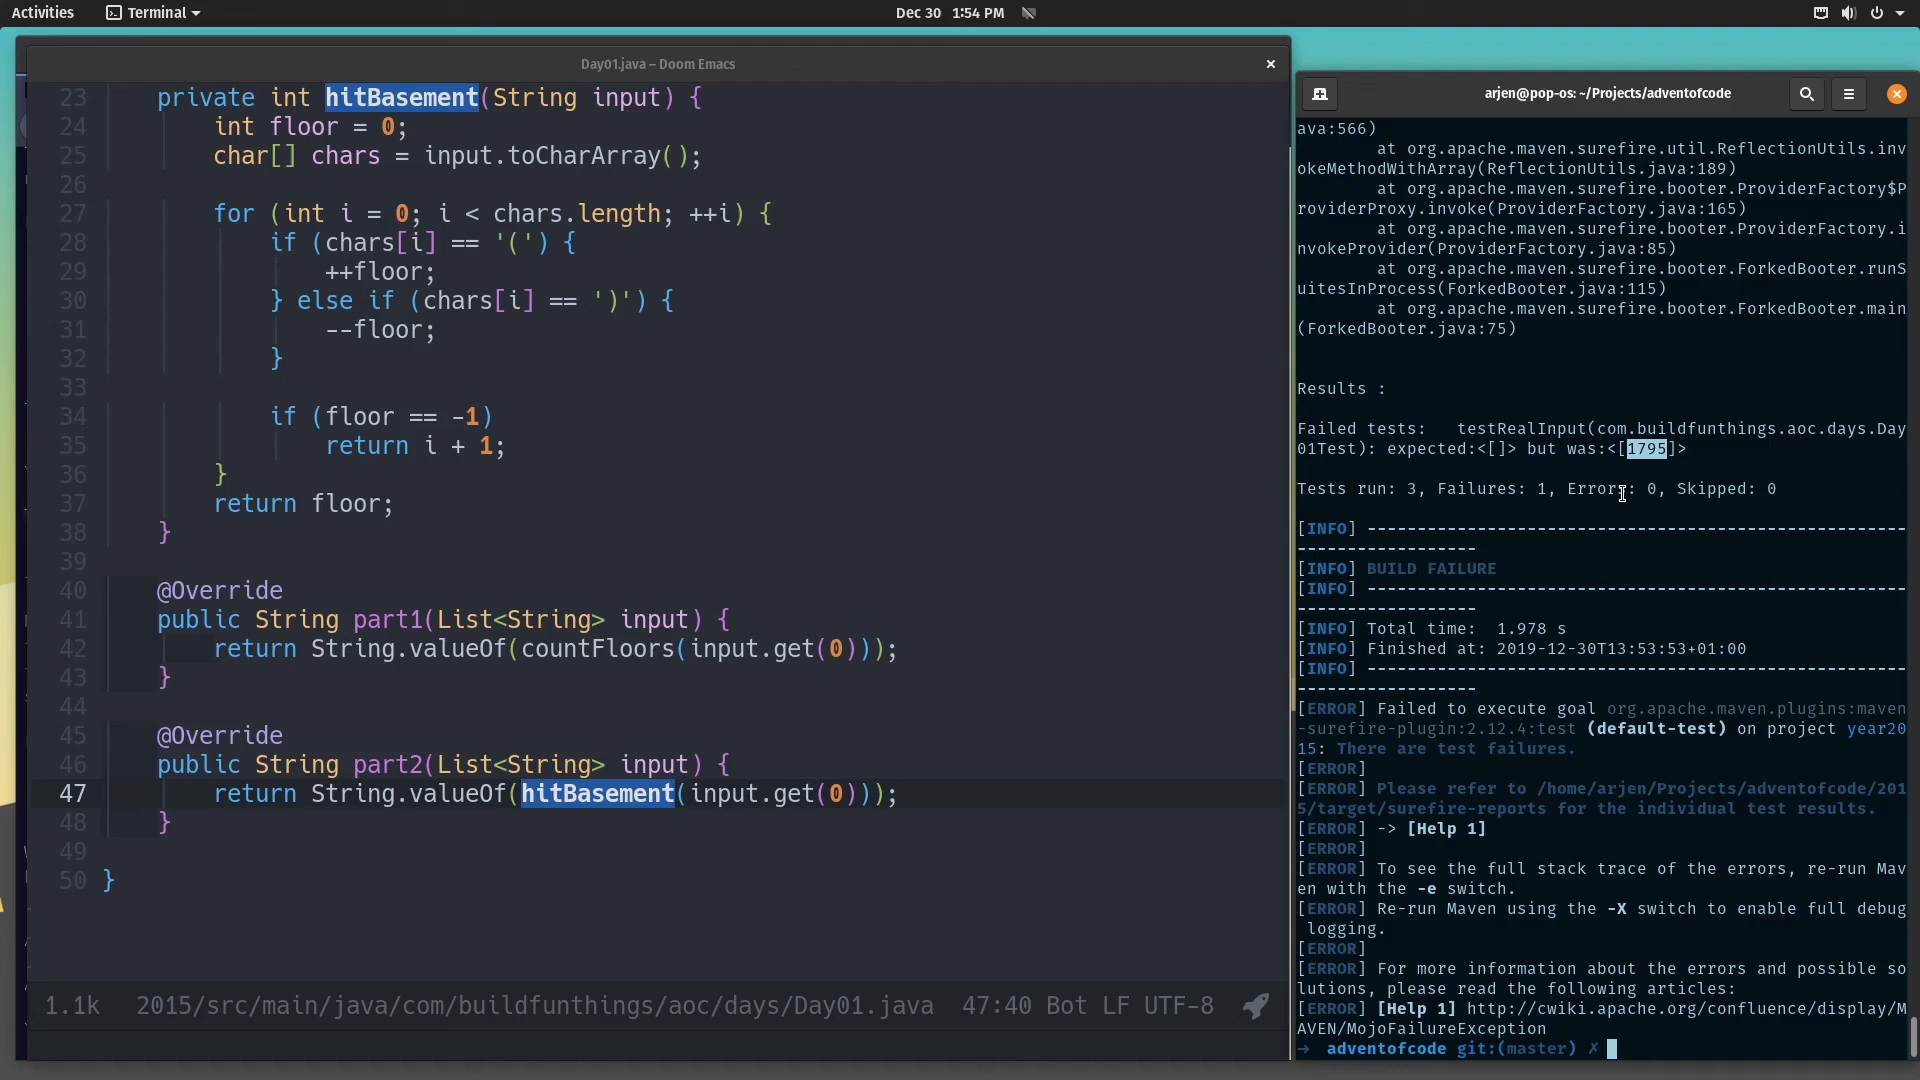 Activities
Terminal
Dec 30 1:54 PM
Day01.java – Doom Emacs
23 private int hitBasement(String input) {
24 int floor = 0;
25 char[] chars = input.toCharArray();
26
27 for (int i = 0; i < chars.length; ++i) {
28 if (chars[i] == '(') {
29 ++floor;
30 } else if (chars[i] == ')') {
31 --floor;
32 }
33
34 if (floor == -1)
35 return i + 1;
36 }
37 return floor;
38 }
39
40 @Override
41 public String part1(List<String> input) {
42 return String.valueOf(countFloors(input.get(0)));
43 }
44
45 @Override
46 public String part2(List<String> input) {
47 return String.valueOf(hitBasement(input.get(0)));
48 }
49
50 }
1.1k 2015/src/main/java/com/buildfunthings/aoc/days/Day01.java 47:40 Bot LF UTF-8
arjen@pop-os: ~/Projects/adventofcode
ava:566)
at org.apache.maven.surefire.util.ReflectionUtils.inv
okeMethodWithArray(ReflectionUtils.java:189)
at org.apache.maven.surefire.booter.ProviderFactory$P
roviderProxy.invoke(ProviderFactory.java:165)
at org.apache.maven.surefire.booter.ProviderFactory.i
nvokeProvider(ProviderFactory.java:85)
at org.apache.maven.surefire.booter.ForkedBooter.runS
uitesInProcess(ForkedBooter.java:115)
at org.apache.maven.surefire.booter.ForkedBooter.main
(ForkedBooter.java:75)
Results :
Failed tests: testRealInput(com.buildfunthings.aoc.days.Day
01Test): expected:<[]> but was:<[1795]>
Tests run: 3, Failures: 1, Errors: 0, Skipped: 0
[INFO] ------------------------------------------------------
------------------
[INFO] BUILD FAILURE
[INFO] ------------------------------------------------------
------------------
[INFO] Total time: 1.978 s
[INFO] Finished at: 2019-12-30T13:53:53+01:00
[INFO] ------------------------------------------------------
------------------
[ERROR] Failed to execute goal org.apache.maven.plugins:maven
-surefire-plugin:2.12.4:test (default-test) on project year20
15: There are test failures.
[ERROR]
[ERROR] Please refer to /home/arjen/Projects/adventofcode/201
5/target/surefire-reports for the individual test results.
[ERROR] -> [Help 1]
[ERROR]
[ERROR] To see the full stack trace of the errors, re-run Mav
en with the -e switch.
[ERROR] Re-run Maven using the -X switch to enable full debug
logging.
[ERROR]
[ERROR] For more information about the errors and possible so
lutions, please read the following articles:
[ERROR] [Help 1] http://cwiki.apache.org/confluence/display/M
AVEN/MojoFailureException
→ adventofcode git:(master) ✗